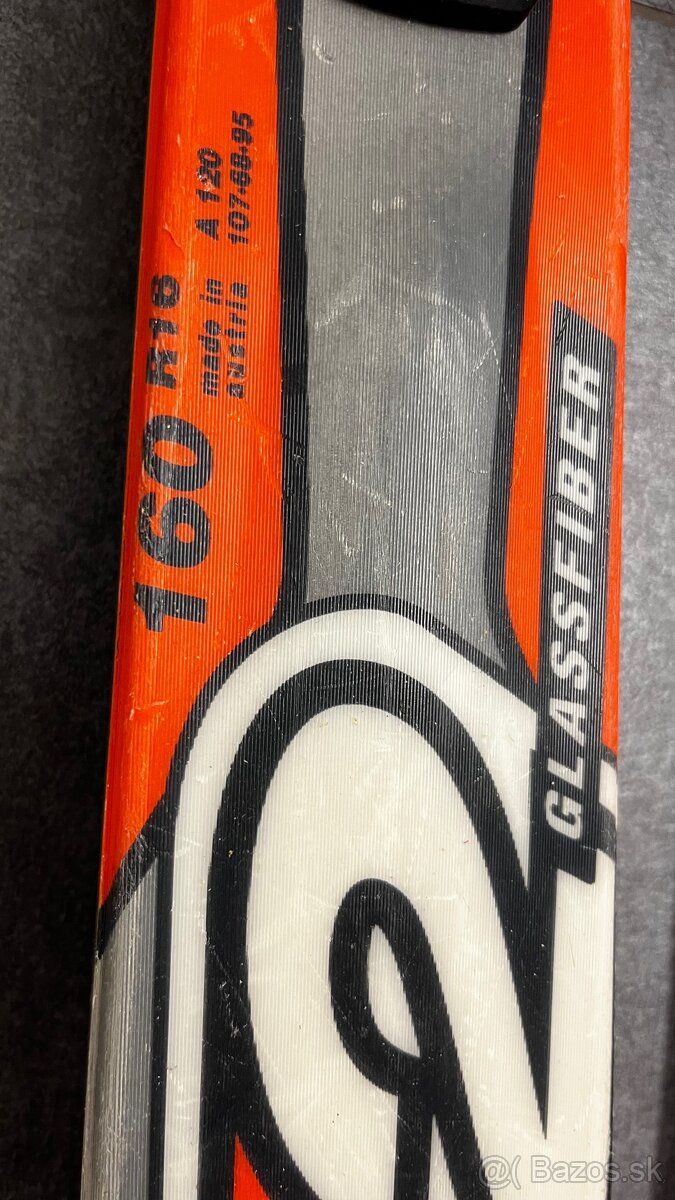 160 R16
made in
austria
A 120
107-68-95
GLASSFIBER
@( Bazos.sk